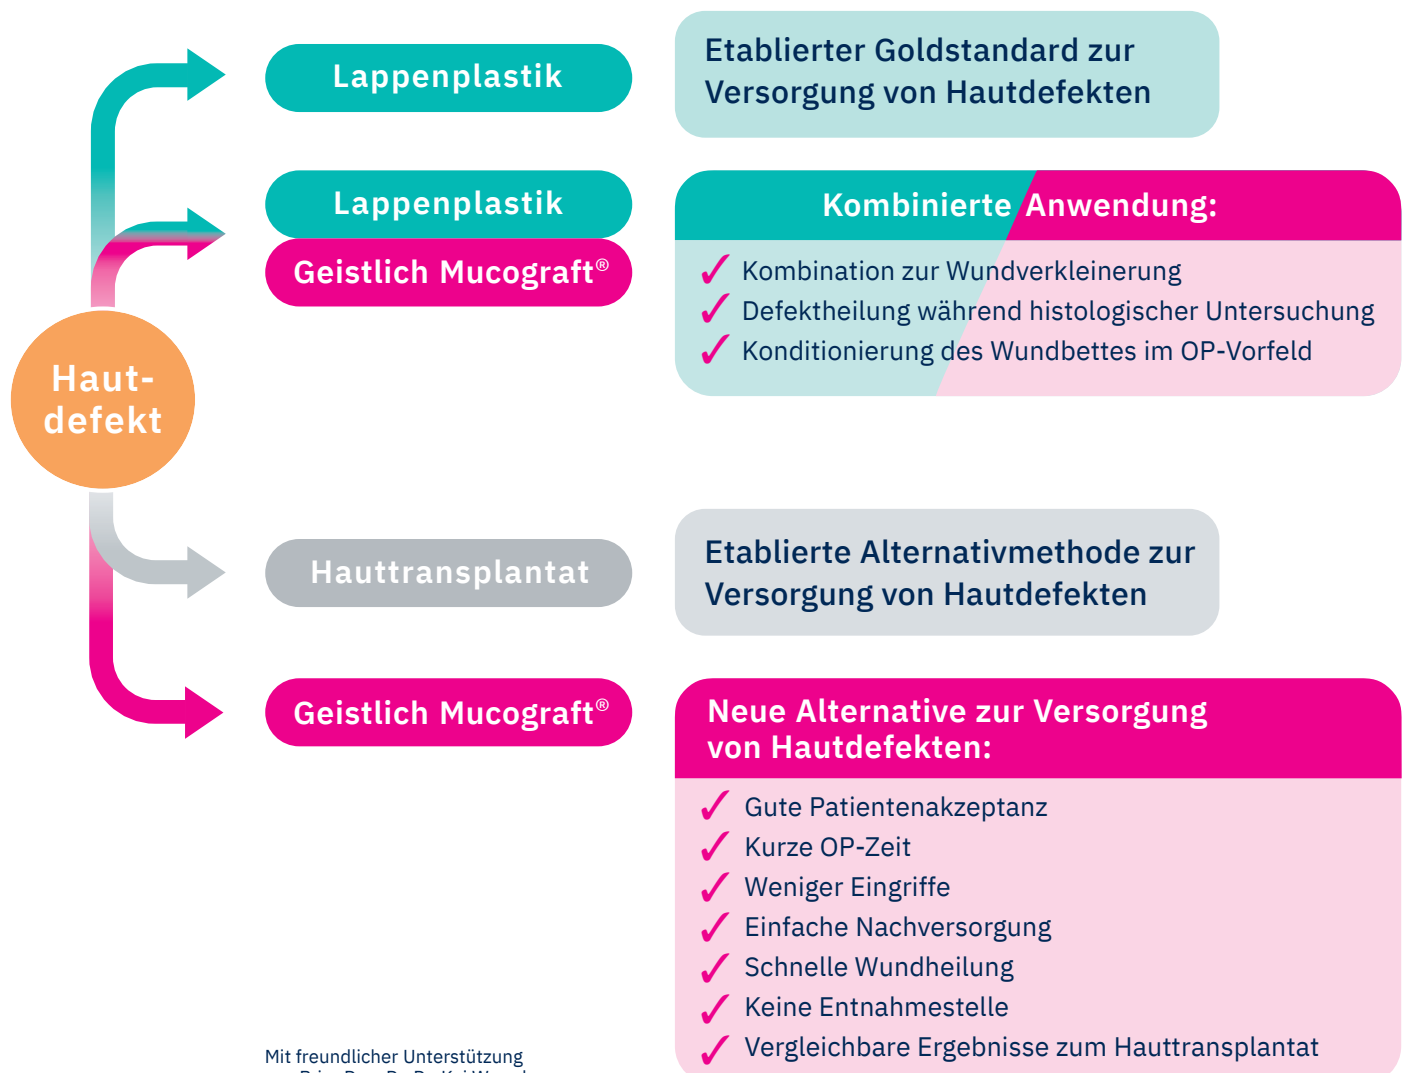 Lappenplastik
Etablierter Goldstandard zur
Versorgung von Hautdefekten
Lappenplastik
Geistlich Mucograft®
Kombinierte Anwendung:
✓ Kombination zur Wundverkleinerung
✓ Defektheilung während histologischer Untersuchung
✓ Konditionierung des Wundbettes im OP-Vorfeld
Haut-
defekt
Hauttransplantat
Etablierte Alternativmethode zur
Versorgung von Hautdefekten
Geistlich Mucograft®
Neue Alternative zur Versorgung
von Hautdefekten:
✓ Gute Patientenakzeptanz
✓ Kurze OP-Zeit
✓ Weniger Eingriffe
✓ Einfache Nachversorgung
✓ Schnelle Wundheilung
✓ Keine Entnahmestelle
✓ Vergleichbare Ergebnisse zum Hauttransplantat
Mit freundlicher Unterstützung